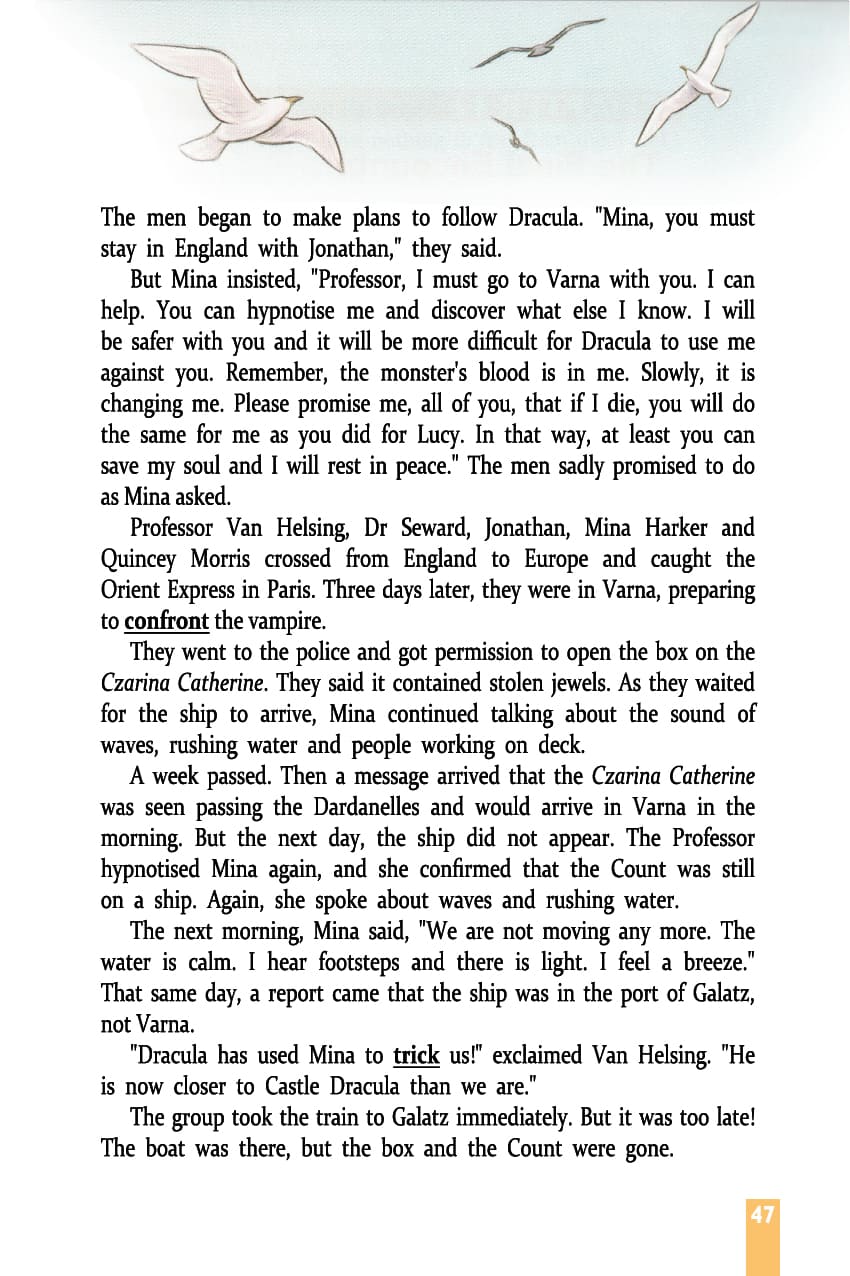 The men began to make plans to follow Dracula. "Mina, you must
stay in England with Jonathan," they said.
But Mina insisted, "Professor, I must go to Varna with you. I can
help. You can hypnotise me and discover what else I know. I will
be safer with you and it will be more difficult for Dracula to use me
against you. Remember, the monster's blood is in me. Slowly, it is
changing me. Please promise me, all of you, that if I die, you will do
the same for me as you did for Lucy. In that way, at least you can
save my soul and I will rest in peace." The men sadly promised to do
as Mina asked.
Professor Van Helsing, Dr Seward, Jonathan, Mina Harker and
Quincey Morris crossed from England to Europe and caught the
Orient Express in Paris. Three days later, they were in Varna, preparing
to confront the vampire.
They went to the police and got permission to open the box on the
Czarina Catherine. They said it contained stolen jewels. As they waited
for the ship to arrive, Mina continued talking about the sound of
waves, rushing water and people working on deck.
A week passed. Then a message arrived that the Czarina Catherine
was seen passing the Dardanelles and would arrive in Varna in the
morning. But the next day, the ship did not appear. The Professor
hypnotised Mina again, and she confirmed that the Count was still
on a ship. Again, she spoke about waves and rushing water.
The next morning, Mina said, "We are not moving any more. The
water is calm. I hear footsteps and there is light. I feel a breeze."
That same day, a report came that the ship was in the port of Galatz,
not Varna.
"Dracula has used Mina to trick us!" exclaimed Van Helsing. "He
is now closer to Castle Dracula than we are."
The group took the train to Galatz immediately. But it was too late!
The boat was there, but the box and the Count were gone.
47